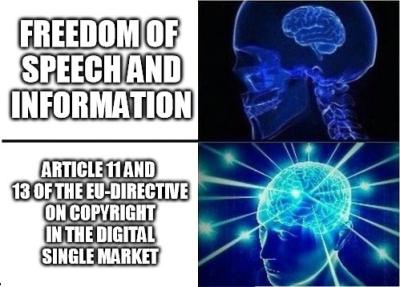 FREEDOM OF
SPEECH AND
INFORMATION
ARTICLE 11 AND
13 OF THE EU-DIRECTIVE
ON COPYRIGHT
IN THE DIGITAL
SINGLE MARKET